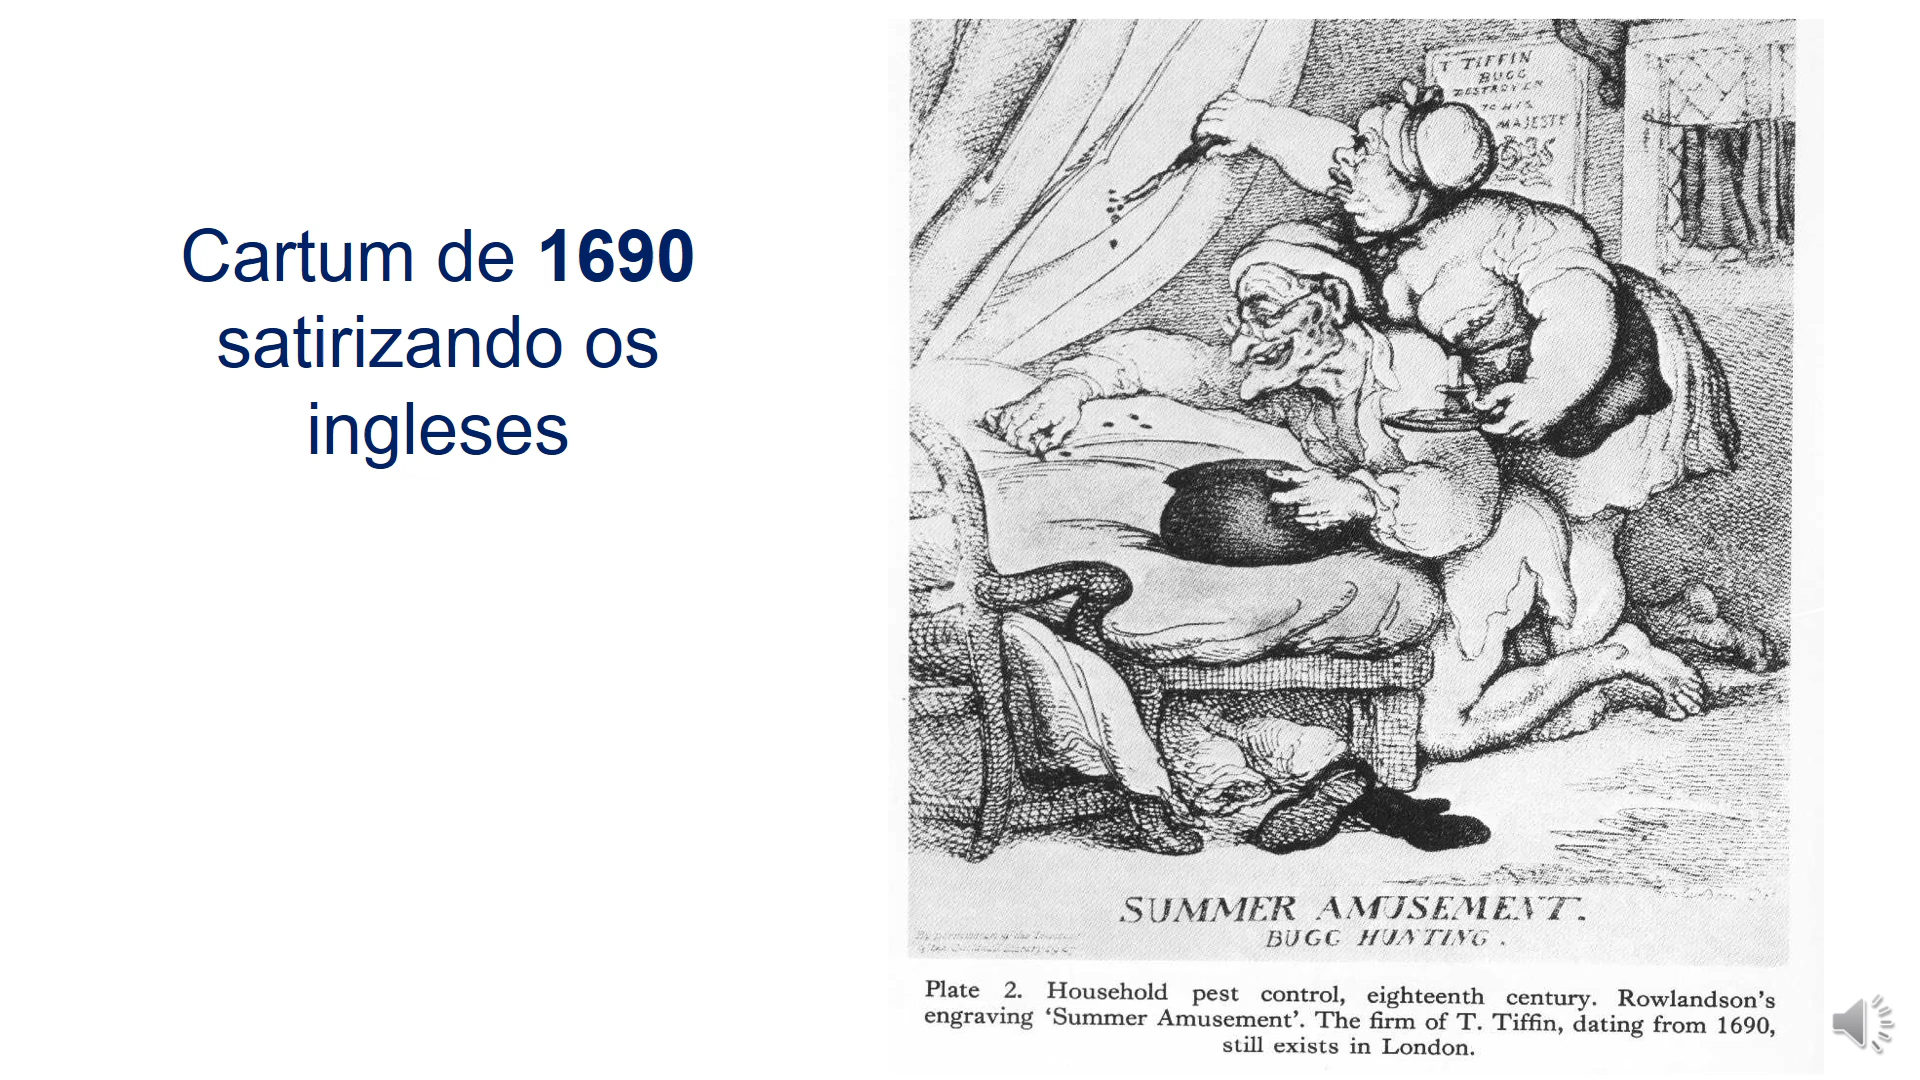 Cartum de 1690
satirizando os
ingleses
T TIFFIN
BUGG
DESTROYER
TO HIS
MAJESTY
SUMMER AMUSEMENT.
BUGG HUNTING.
Plate 2. Household pest control, eighteenth century. Rowlandson's
engraving 'Summer Amusement'. The firm of T. Tiffin, dating from 1690,
still exists in London.